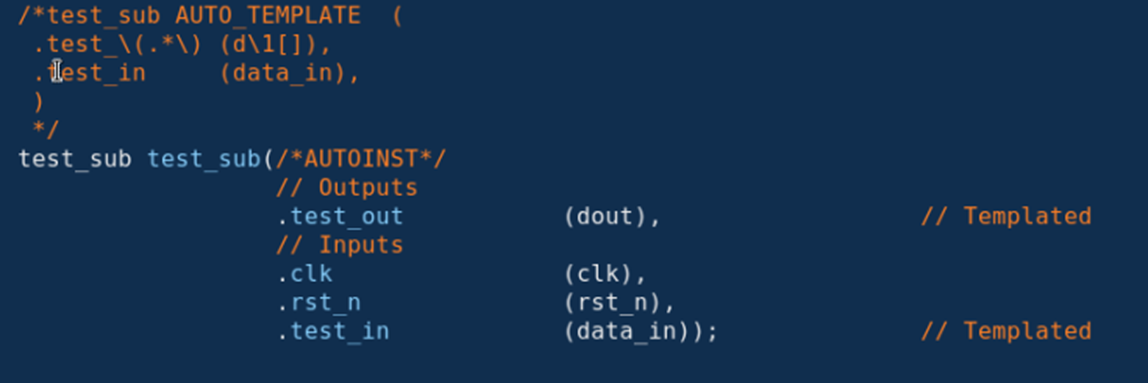 /*test_sub AUTO_TEMPLATE  (
 .test_\(.*\) (d\1[]),
 .test_in     (data_in),
 )
 */
test_sub test_sub(/*AUTOINST*/
                  // Outputs
                  .test_out           (dout),                  // Templated
                  // Inputs
                  .clk                (clk),
                  .rst_n              (rst_n),
                  .test_in            (data_in));              // Templated